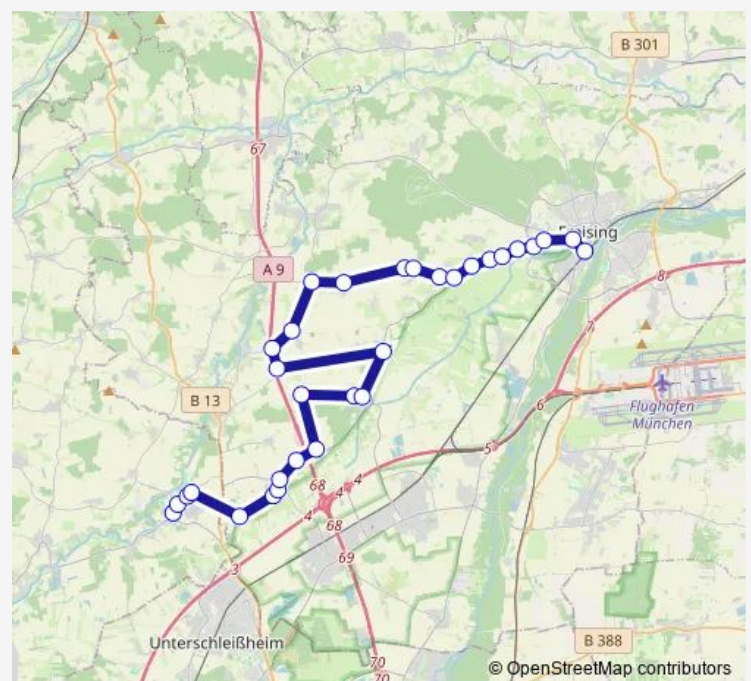 B 301
67
Freising
A 9
8
7
B 13
6
Flughafen
München
5
4
68
4
4
68
3
69
Unterschleißheim
B 388
70
70
© OpenStreetMap contributors